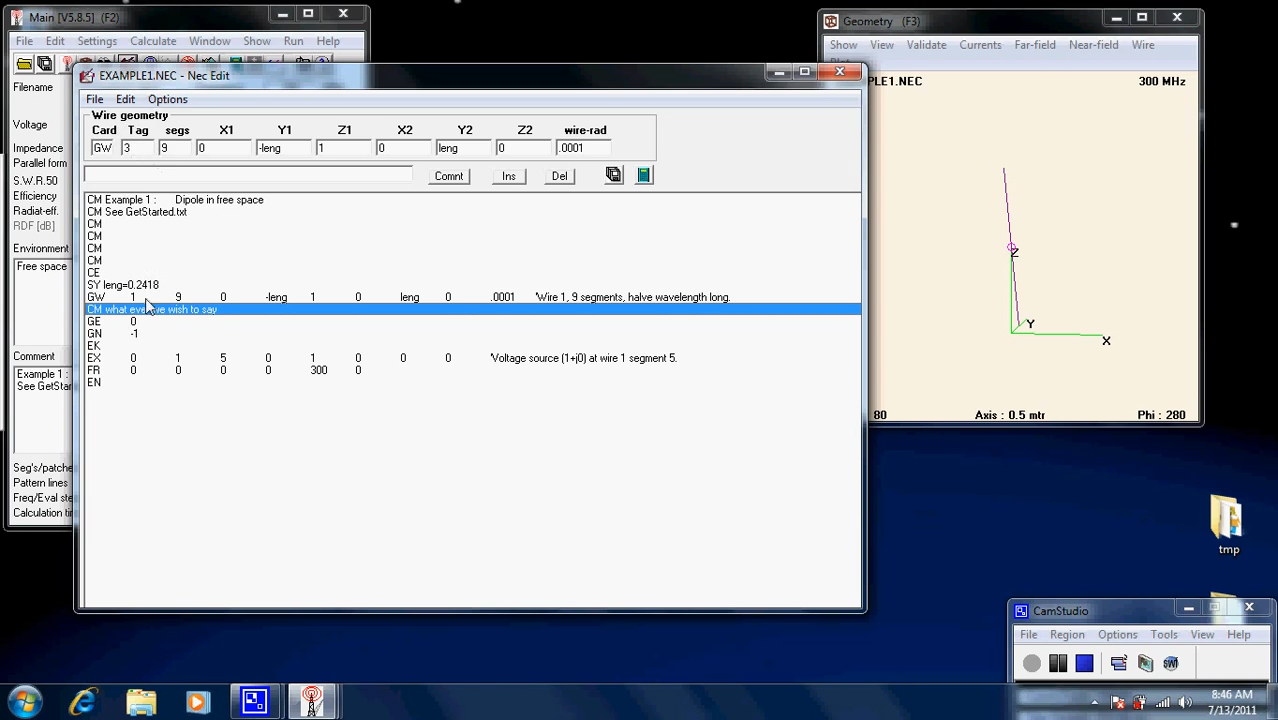 Main [V5.8.5] (F2)
File Edit Settings Calculate Window Show Run Help
Filename
Voltage
Impedance
Parallel form
S.W.R.50
Efficiency
Radiat-eff.
RDF [dB]
Environment
Free space
Comment
Example 1 :
See GetStarted
Seg's/patche
Pattern lines
Freq/Eval ste
Calculation ti
EXAMPLE1.NEC - Nec Edit
File Edit Options
Wire geometry
Card Tag segs X1 Y1 Z1 X2 Y2 Z2 wire-rad
GW 3 9 0 -leng 1 0 leng 0 .0001
Comnt Ins Del
CM Example 1 : Dipole in free space
CM See GetStarted.txt
CM
CM
CM
CM
CE
SY leng=0.2418
GW 1 9 0 -leng 1 0 leng 0 .0001 'Wire 1, 9 segments, halve wavelength long.
CM what ever we wish to say
GE 0
GN -1
EK
EX 0 1 5 0 1 0 0 0 'Voltage source (1+j0) at wire 1 segment 5.
FR 0 0 0 0 300 0
EN
Geometry (F3)
Show View Validate Currents Far-field Near-field Wire
PLE1.NEC 300 MHz
Z
Y
X
80 Axis : 0.5 mtr Phi : 280
tmp
CamStudio
File Region Options Tools View Help
SWT
8:46 AM
7/13/2011